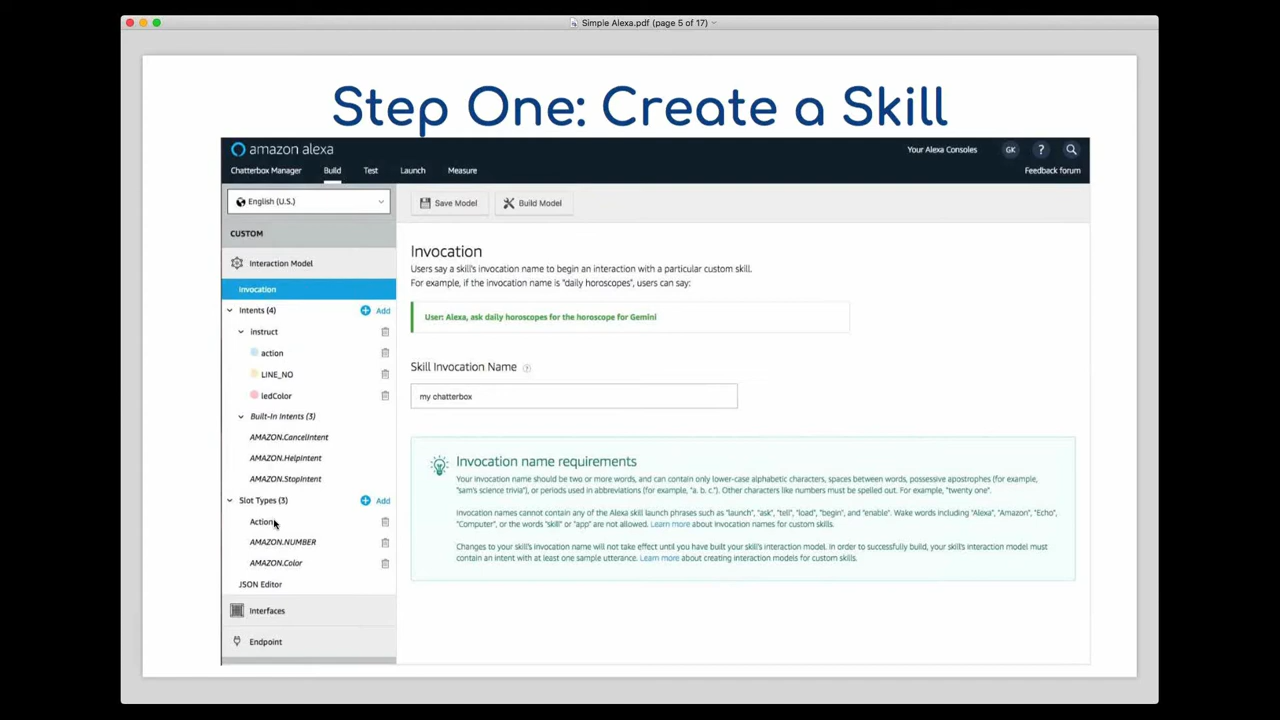 Simple Alexa.pdf (page 5 of 17)
Step One: Create a Skill
amazon alexa
Your Alexa Consoles
GK
?
Chatterbox Manager
Build
Test
Launch
Measure
Feedback forum
English (U.S.)
Save Model
Build Model
CUSTOM
Interaction Model
Invocation
Intents (4)
Add
instruct
action
LINE_NO
ledColor
Built-In Intents (3)
AMAZON.CancelIntent
AMAZON.HelpIntent
AMAZON.StopIntent
Slot Types (3)
Add
Action
AMAZON.NUMBER
AMAZON.Color
JSON Editor
Interfaces
Endpoint
Invocation
Users say a skill's invocation name to begin an interaction with a particular custom skill.
For example, if the invocation name is "daily horoscopes", users can say:
User: Alexa, ask daily horoscopes for the horoscope for Gemini
Skill Invocation Name ?
my chatterbox
Invocation name requirements
Your invocation name should be two or more words, and can contain only lower-case alphabetic characters, spaces between words, possessive apostrophes (for example,
"sam's science trivia"), or periods used in abbreviations (for example, "a. b. c."). Other characters like numbers must be spelled out. For example, "twenty one".
Invocation names cannot contain any of the Alexa skill launch phrases such as "launch", "ask", "tell", "load", "begin", and "enable". Wake words including "Alexa", "Amazon", "Echo",
"Computer", or the words "skill" or "app" are not allowed. Learn more about invocation names for custom skills.
Changes to your skill's invocation name will not take effect until you have built your skill's interaction model. In order to successfully build, your skill's interaction model must
contain an intent with at least one sample utterance. Learn more about creating interaction models for custom skills.